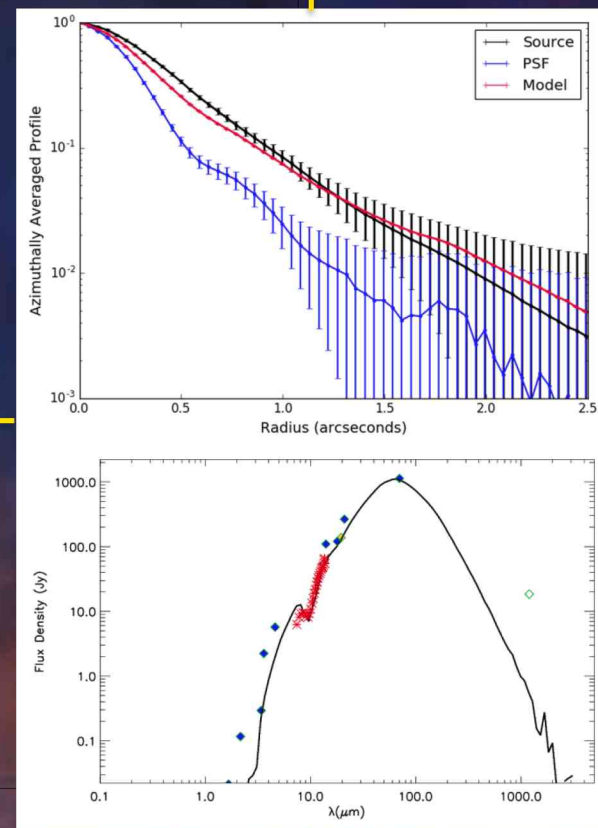 10⁰
Source
PSF
Model
10⁻¹
Azimuthally Averaged Profile
10⁻²
10⁻³
0.0 0.5 1.0 1.5 2.0 2.5
Radius (arcseconds)
1000.0
100.0
10.0
1.0
0.1
Flux Density (Jy)
0.1 1.0 10.0 100.0 1000.0
λ(μm)